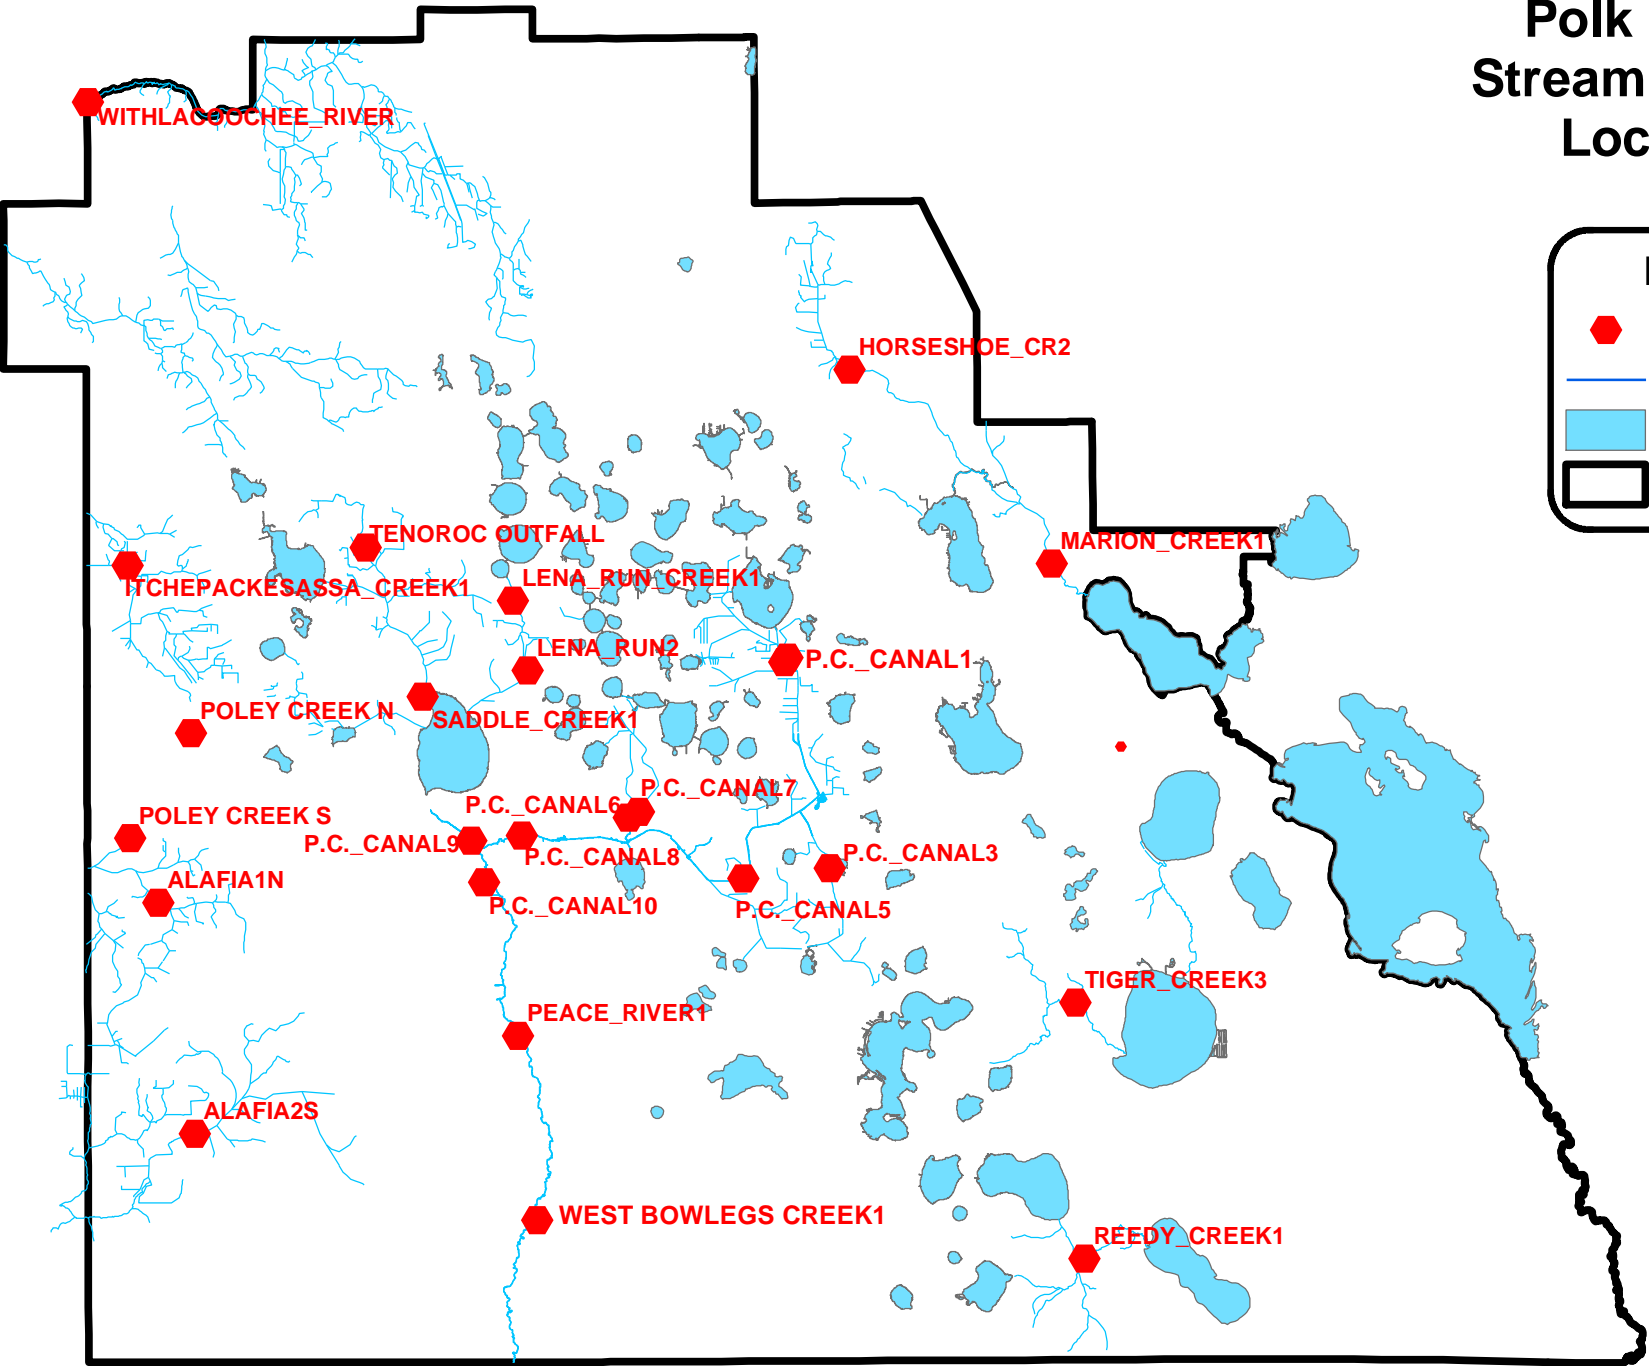 Polk
Stream
Loc
WITHLACOOCHEE_RIVER
HORSESHOE_CR2
TENOROC OUTFALL
MARION_CREEK1
ITCHEPACKESASSA_CREEK1
LENA_RUN_CREEK1
LENA_RUN2
P.C._CANAL1
POLEY CREEK N
SADDLE_CREEK1
P.C._CANAL7
P.C._CANAL6
POLEY CREEK S
P.C._CANAL9
P.C._CANAL8
P.C._CANAL3
ALAFIA1N
P.C._CANAL10
P.C._CANAL5
TIGER_CREEK3
PEACE_RIVER1
ALAFIA2S
WEST BOWLEGS CREEK1
REEDY_CREEK1